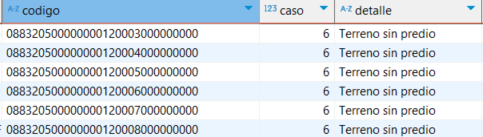 A-Z codigo 123 caso A-Z detalle
088320500000000120003000000000 6 Terreno sin predio
088320500000000120004000000000 6 Terreno sin predio
088320500000000120005000000000 6 Terreno sin predio
088320500000000120006000000000 6 Terreno sin predio
088320500000000120007000000000 6 Terreno sin predio
088320500000000120008000000000 6 Terreno sin predio